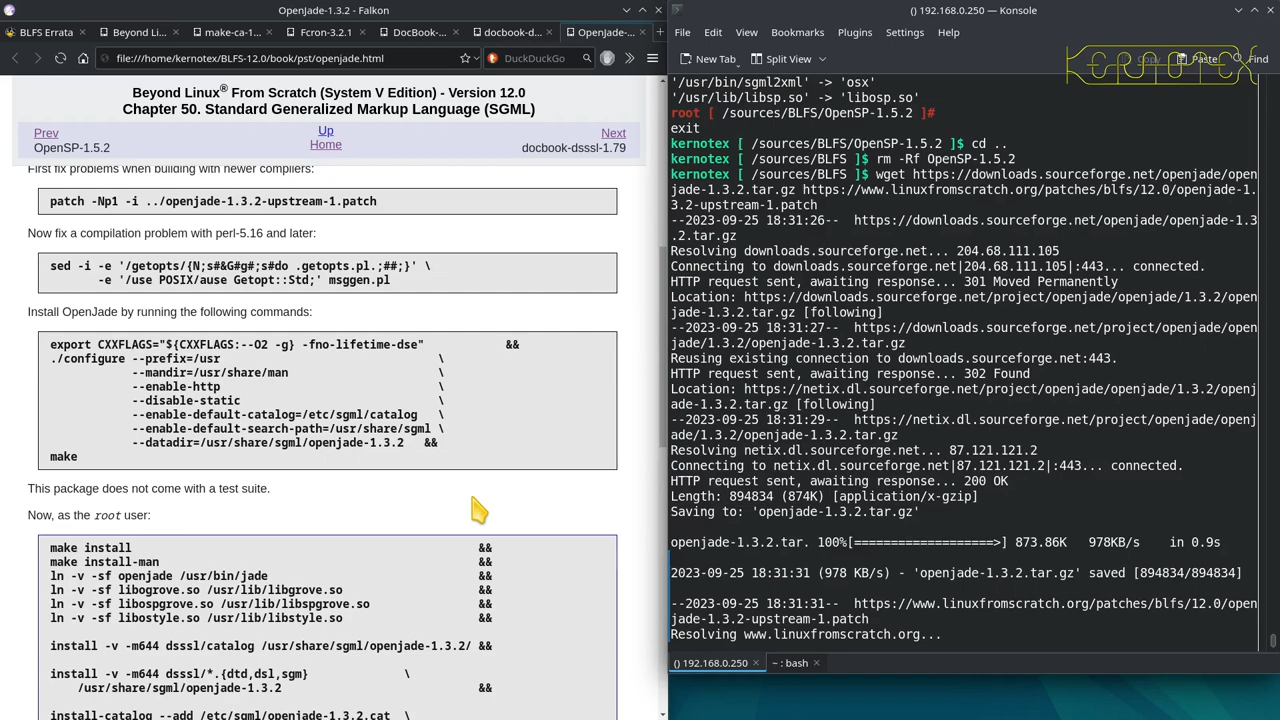 OpenJade-1.3.2 - Falkon
BLFS Errata
Beyond Li...
make-ca-1...
Fcron-3.2.1
DocBook-...
docbook-d...
OpenJade-...
file:///home/kernotex/BLFS-12.0/book/pst/openjade.html
DuckDuckGo
Beyond Linux® From Scratch (System V Edition) - Version 12.0
Chapter 50. Standard Generalized Markup Language (SGML)
Prev
Up
Next
OpenSP-1.5.2
Home
docbook-dsssl-1.79
First fix problems when building with newer compilers:
patch -Np1 -i ../openjade-1.3.2-upstream-1.patch
Now fix a compilation problem with perl-5.16 and later:
sed -i -e '/getopts/{N;s#&G#g#;s#do .getopts.pl.;##;}' \
-e '/use POSIX/ause Getopt::Std;' msggen.pl
Install OpenJade by running the following commands:
export CXXFLAGS="${CXXFLAGS:--O2 -g} -fno-lifetime-dse" &&
./configure --prefix=/usr \
--mandir=/usr/share/man \
--enable-http \
--disable-static \
--enable-default-catalog=/etc/sgml/catalog \
--enable-default-search-path=/usr/share/sgml \
--datadir=/usr/share/sgml/openjade-1.3.2 &&
make
This package does not come with a test suite.
Now, as the root user:
make install &&
make install-man &&
ln -v -sf openjade /usr/bin/jade &&
ln -v -sf libogrove.so /usr/lib/libgrove.so &&
ln -v -sf libospgrove.so /usr/lib/libspgrove.so &&
ln -v -sf libostyle.so /usr/lib/libstyle.so &&
install -v -m644 dsssl/catalog /usr/share/sgml/openjade-1.3.2/ &&
install -v -m644 dsssl/*.{dtd,dsl,sgm} \
/usr/share/sgml/openjade-1.3.2 &&
install-catalog --add /etc/sgml/openjade-1.3.2.cat \
() 192.168.0.250 — Konsole
File Edit View Bookmarks Plugins Settings Help
New Tab
Split View
Copy
Paste
Find
KERNOTEX
'/usr/bin/sgml2xml' -> 'osx'
'/usr/lib/libsp.so' -> 'libosp.so'
root [ /sources/BLFS/OpenSP-1.5.2 ]#
exit
kernotex [ /sources/BLFS/OpenSP-1.5.2 ]$ cd ..
kernotex [ /sources/BLFS ]$ rm -Rf OpenSP-1.5.2
kernotex [ /sources/BLFS ]$ wget https://downloads.sourceforge.net/openjade/open
jade-1.3.2.tar.gz https://www.linuxfromscratch.org/patches/blfs/12.0/openjade-1.
3.2-upstream-1.patch
--2023-09-25 18:31:26-- https://downloads.sourceforge.net/openjade/openjade-1.3
.2.tar.gz
Resolving downloads.sourceforge.net... 204.68.111.105
Connecting to downloads.sourceforge.net|204.68.111.105|:443... connected.
HTTP request sent, awaiting response... 301 Moved Permanently
Location: https://downloads.sourceforge.net/project/openjade/openjade/1.3.2/open
jade-1.3.2.tar.gz [following]
--2023-09-25 18:31:27-- https://downloads.sourceforge.net/project/openjade/open
jade/1.3.2/openjade-1.3.2.tar.gz
Reusing existing connection to downloads.sourceforge.net:443.
HTTP request sent, awaiting response... 302 Found
Location: https://netix.dl.sourceforge.net/project/openjade/openjade/1.3.2/openj
ade-1.3.2.tar.gz [following]
--2023-09-25 18:31:29-- https://netix.dl.sourceforge.net/project/openjade/openj
ade/1.3.2/openjade-1.3.2.tar.gz
Resolving netix.dl.sourceforge.net... 87.121.121.2
Connecting to netix.dl.sourceforge.net|87.121.121.2|:443... connected.
HTTP request sent, awaiting response... 200 OK
Length: 894834 (874K) [application/x-gzip]
Saving to: 'openjade-1.3.2.tar.gz'
openjade-1.3.2.tar. 100%[===================>] 873.86K 978KB/s in 0.9s
2023-09-25 18:31:31 (978 KB/s) - 'openjade-1.3.2.tar.gz' saved [894834/894834]
--2023-09-25 18:31:31-- https://www.linuxfromscratch.org/patches/blfs/12.0/open
jade-1.3.2-upstream-1.patch
Resolving www.linuxfromscratch.org...
() 192.168.0.250
~ : bash